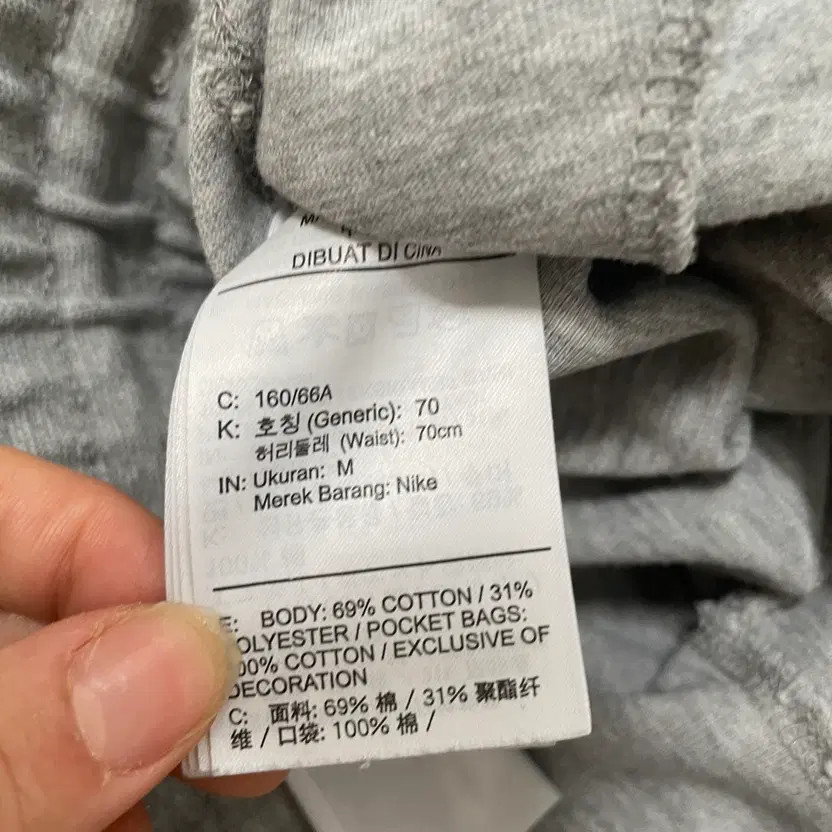 DIBUAT DI CINA
C: 160/66A
K: 호칭 (Generic): 70
허리둘레 (Waist): 70cm
IN: Ukuran: M
Merek Barang: Nike
E: BODY: 69% COTTON / 31%
OLYESTER / POCKET BAGS:
00% COTTON / EXCLUSIVE OF
DECORATION
C: 面料: 69% 棉 / 31% 聚酯纤
维 / 口袋: 100% 棉 /